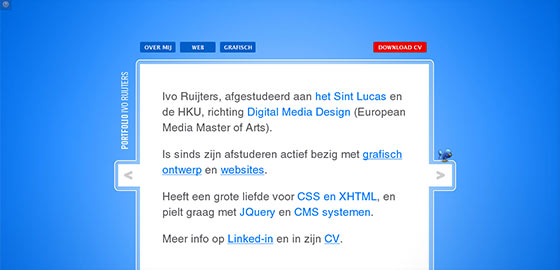 OVER MIJ
WEB
GRAFISCH
DOWNLOAD CV
PORTFOLIO IVO RUIJTERS
Ivo Ruijters, afgestudeerd aan het Sint Lucas en
de HKU, richting Digital Media Design (European
Media Master of Arts).
Is sinds zijn afstuderen actief bezig met grafisch
ontwerp en websites.
Heeft een grote liefde voor CSS en XHTML, en
pielt graag met JQuery en CMS systemen.
Meer info op Linked-in en in zijn CV.